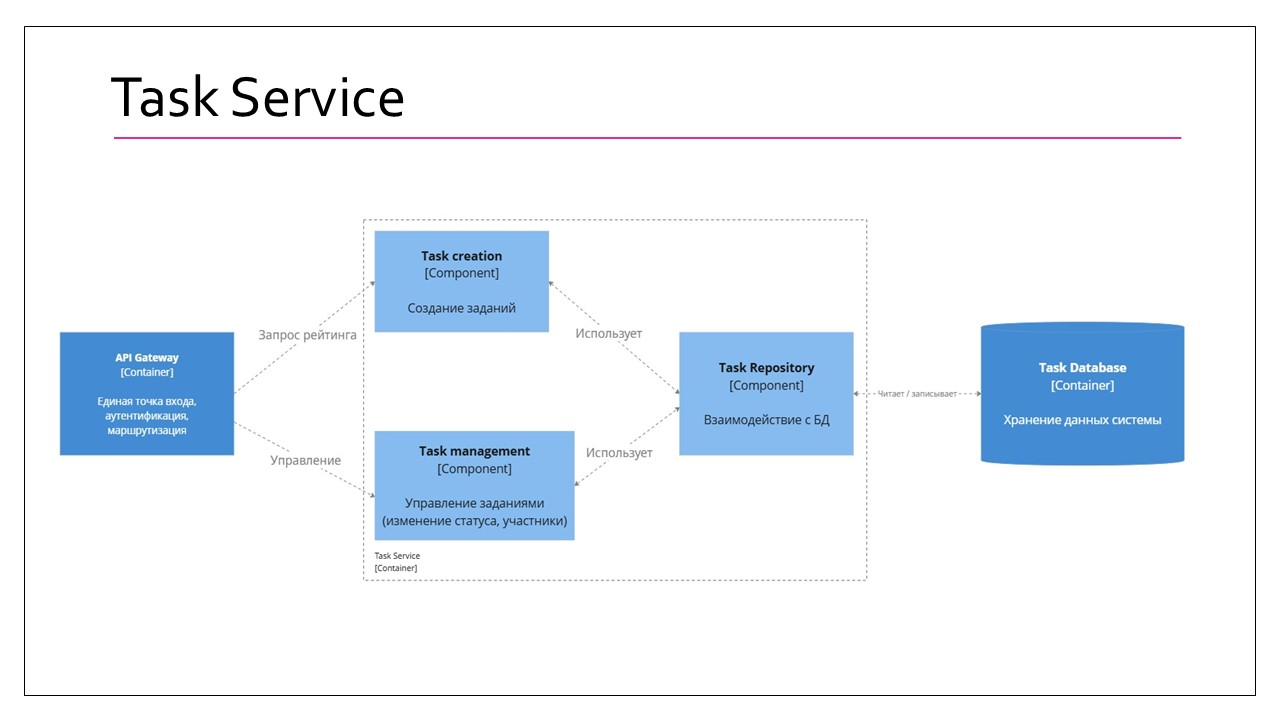 Task Service
Task creation
[Component]
Создание заданий
Запрос рейтинга
Использует
API Gateway
[Container]
Единая точка входа,
аутентификация,
маршрутизация
Task Repository
[Component]
Взаимодействие с БД
Читает / записывает
Task Database
[Container]
Хранение данных системы
Управление
Использует
Task management
[Component]
Управление заданиями
(изменение статуса, участники)
Task Service
[Container]